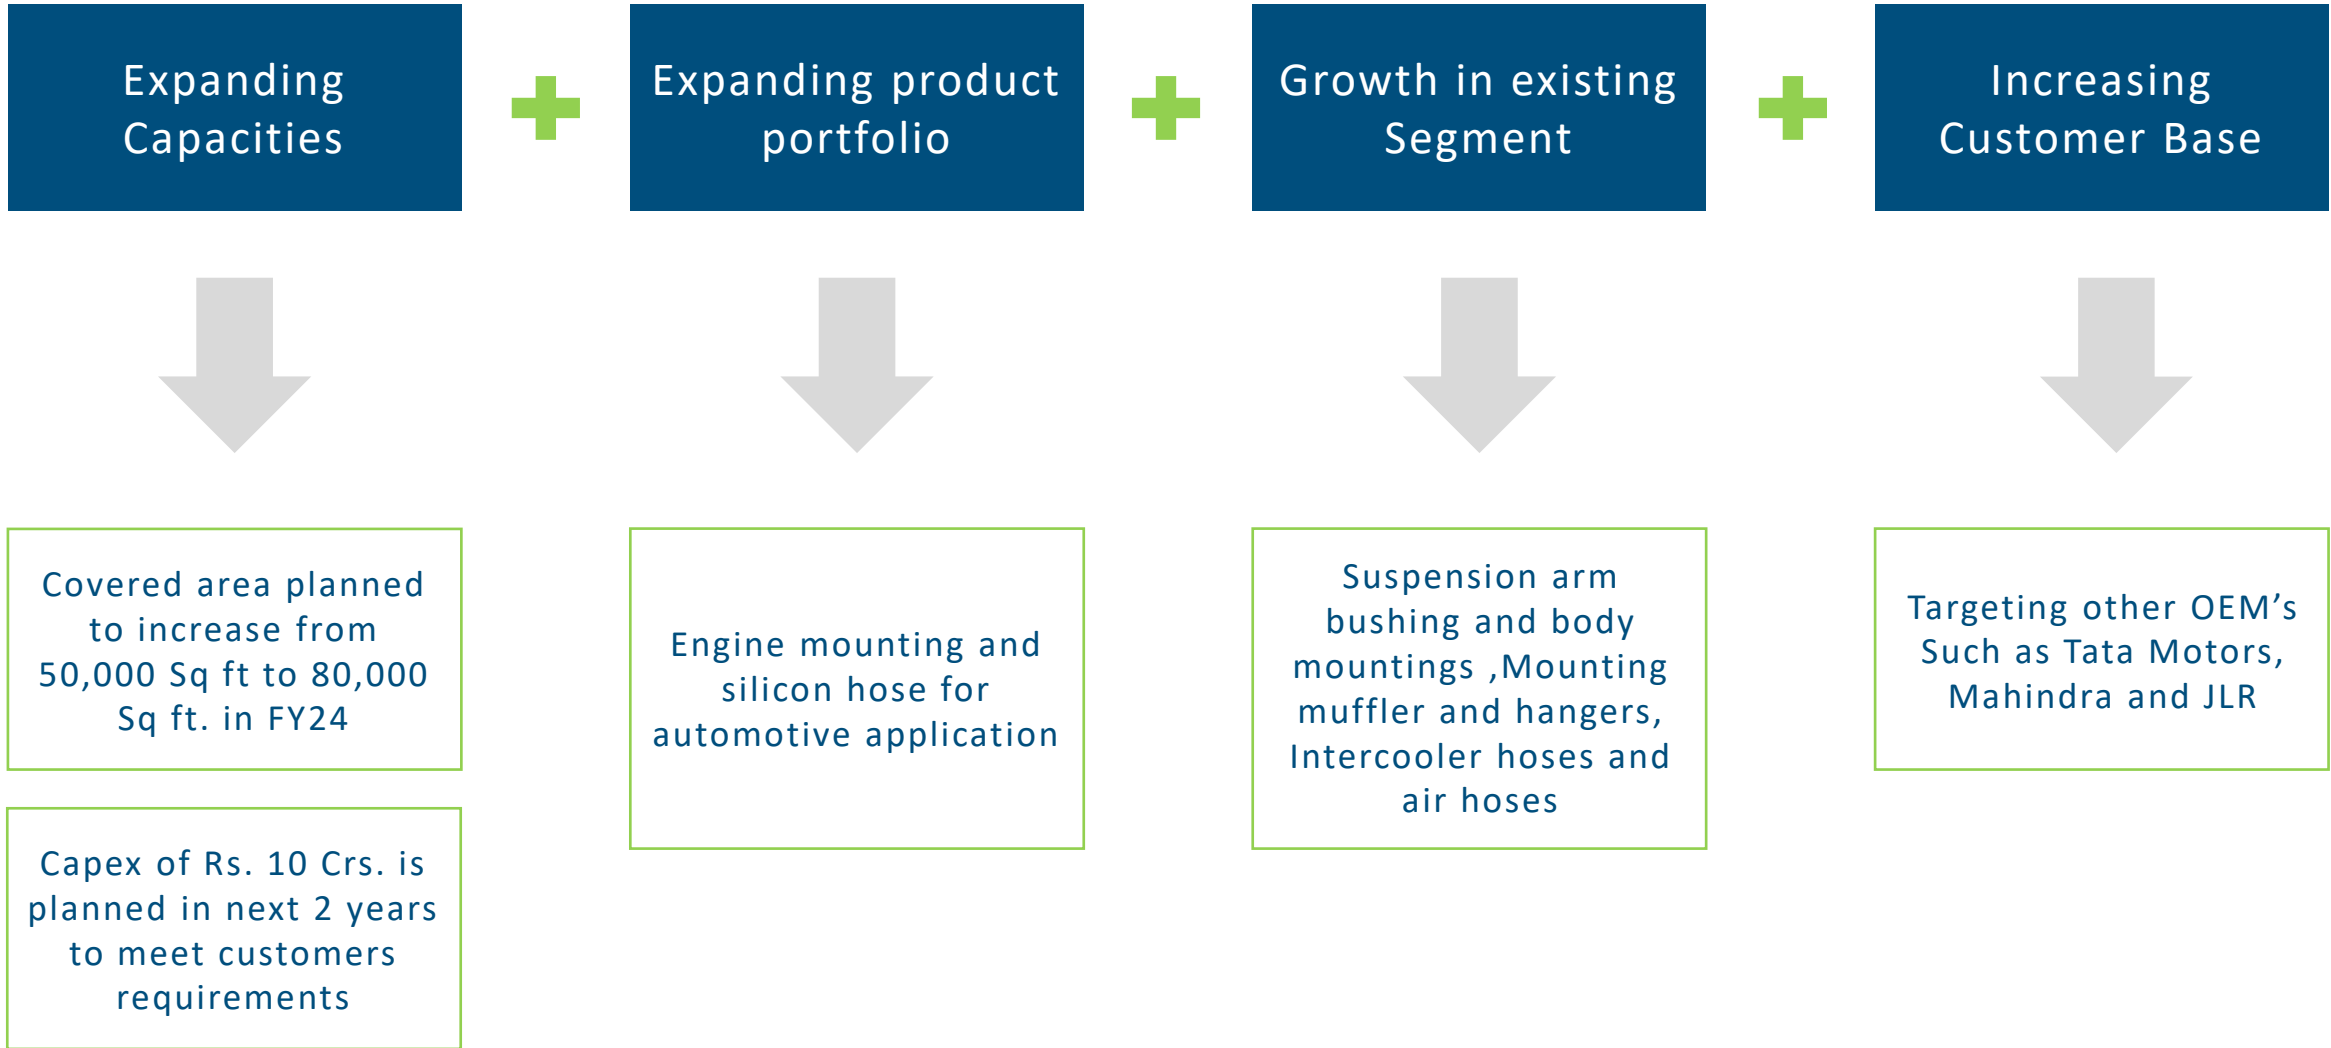 Expanding
Capacities
Expanding product
portfolio
Growth in existing
Segment
Increasing
Customer Base
Covered area planned
to increase from
50,000 Sq ft to 80,000
Sq ft. in FY24
Capex of Rs. 10 Crs. is
planned in next 2 years
to meet customers
requirements
Engine mounting and
silicon hose for
automotive application
Suspension arm
bushing and body
mountings ,Mounting
muffler and hangers,
Intercooler hoses and
air hoses
Targeting other OEM’s
Such as Tata Motors,
Mahindra and JLR